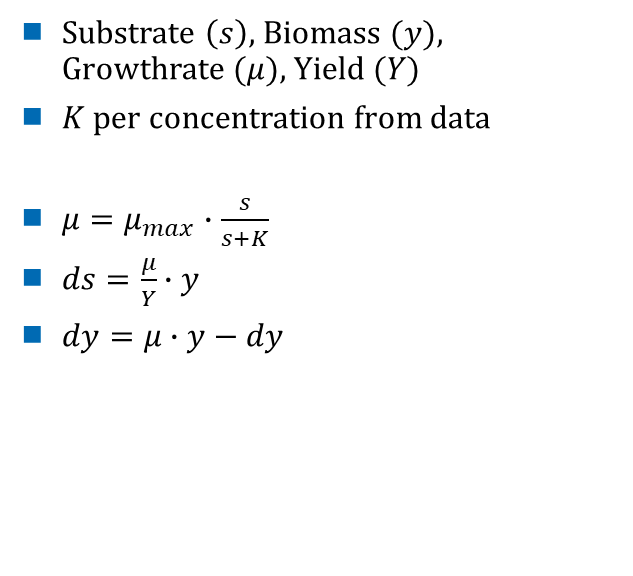 Substrate (s), Biomass (y),
Growthrate (μ), Yield (Y)
K per concentration from data
μ = μ_max · s/(s+K)
ds = μ/Y · y
dy = μ · y − dy